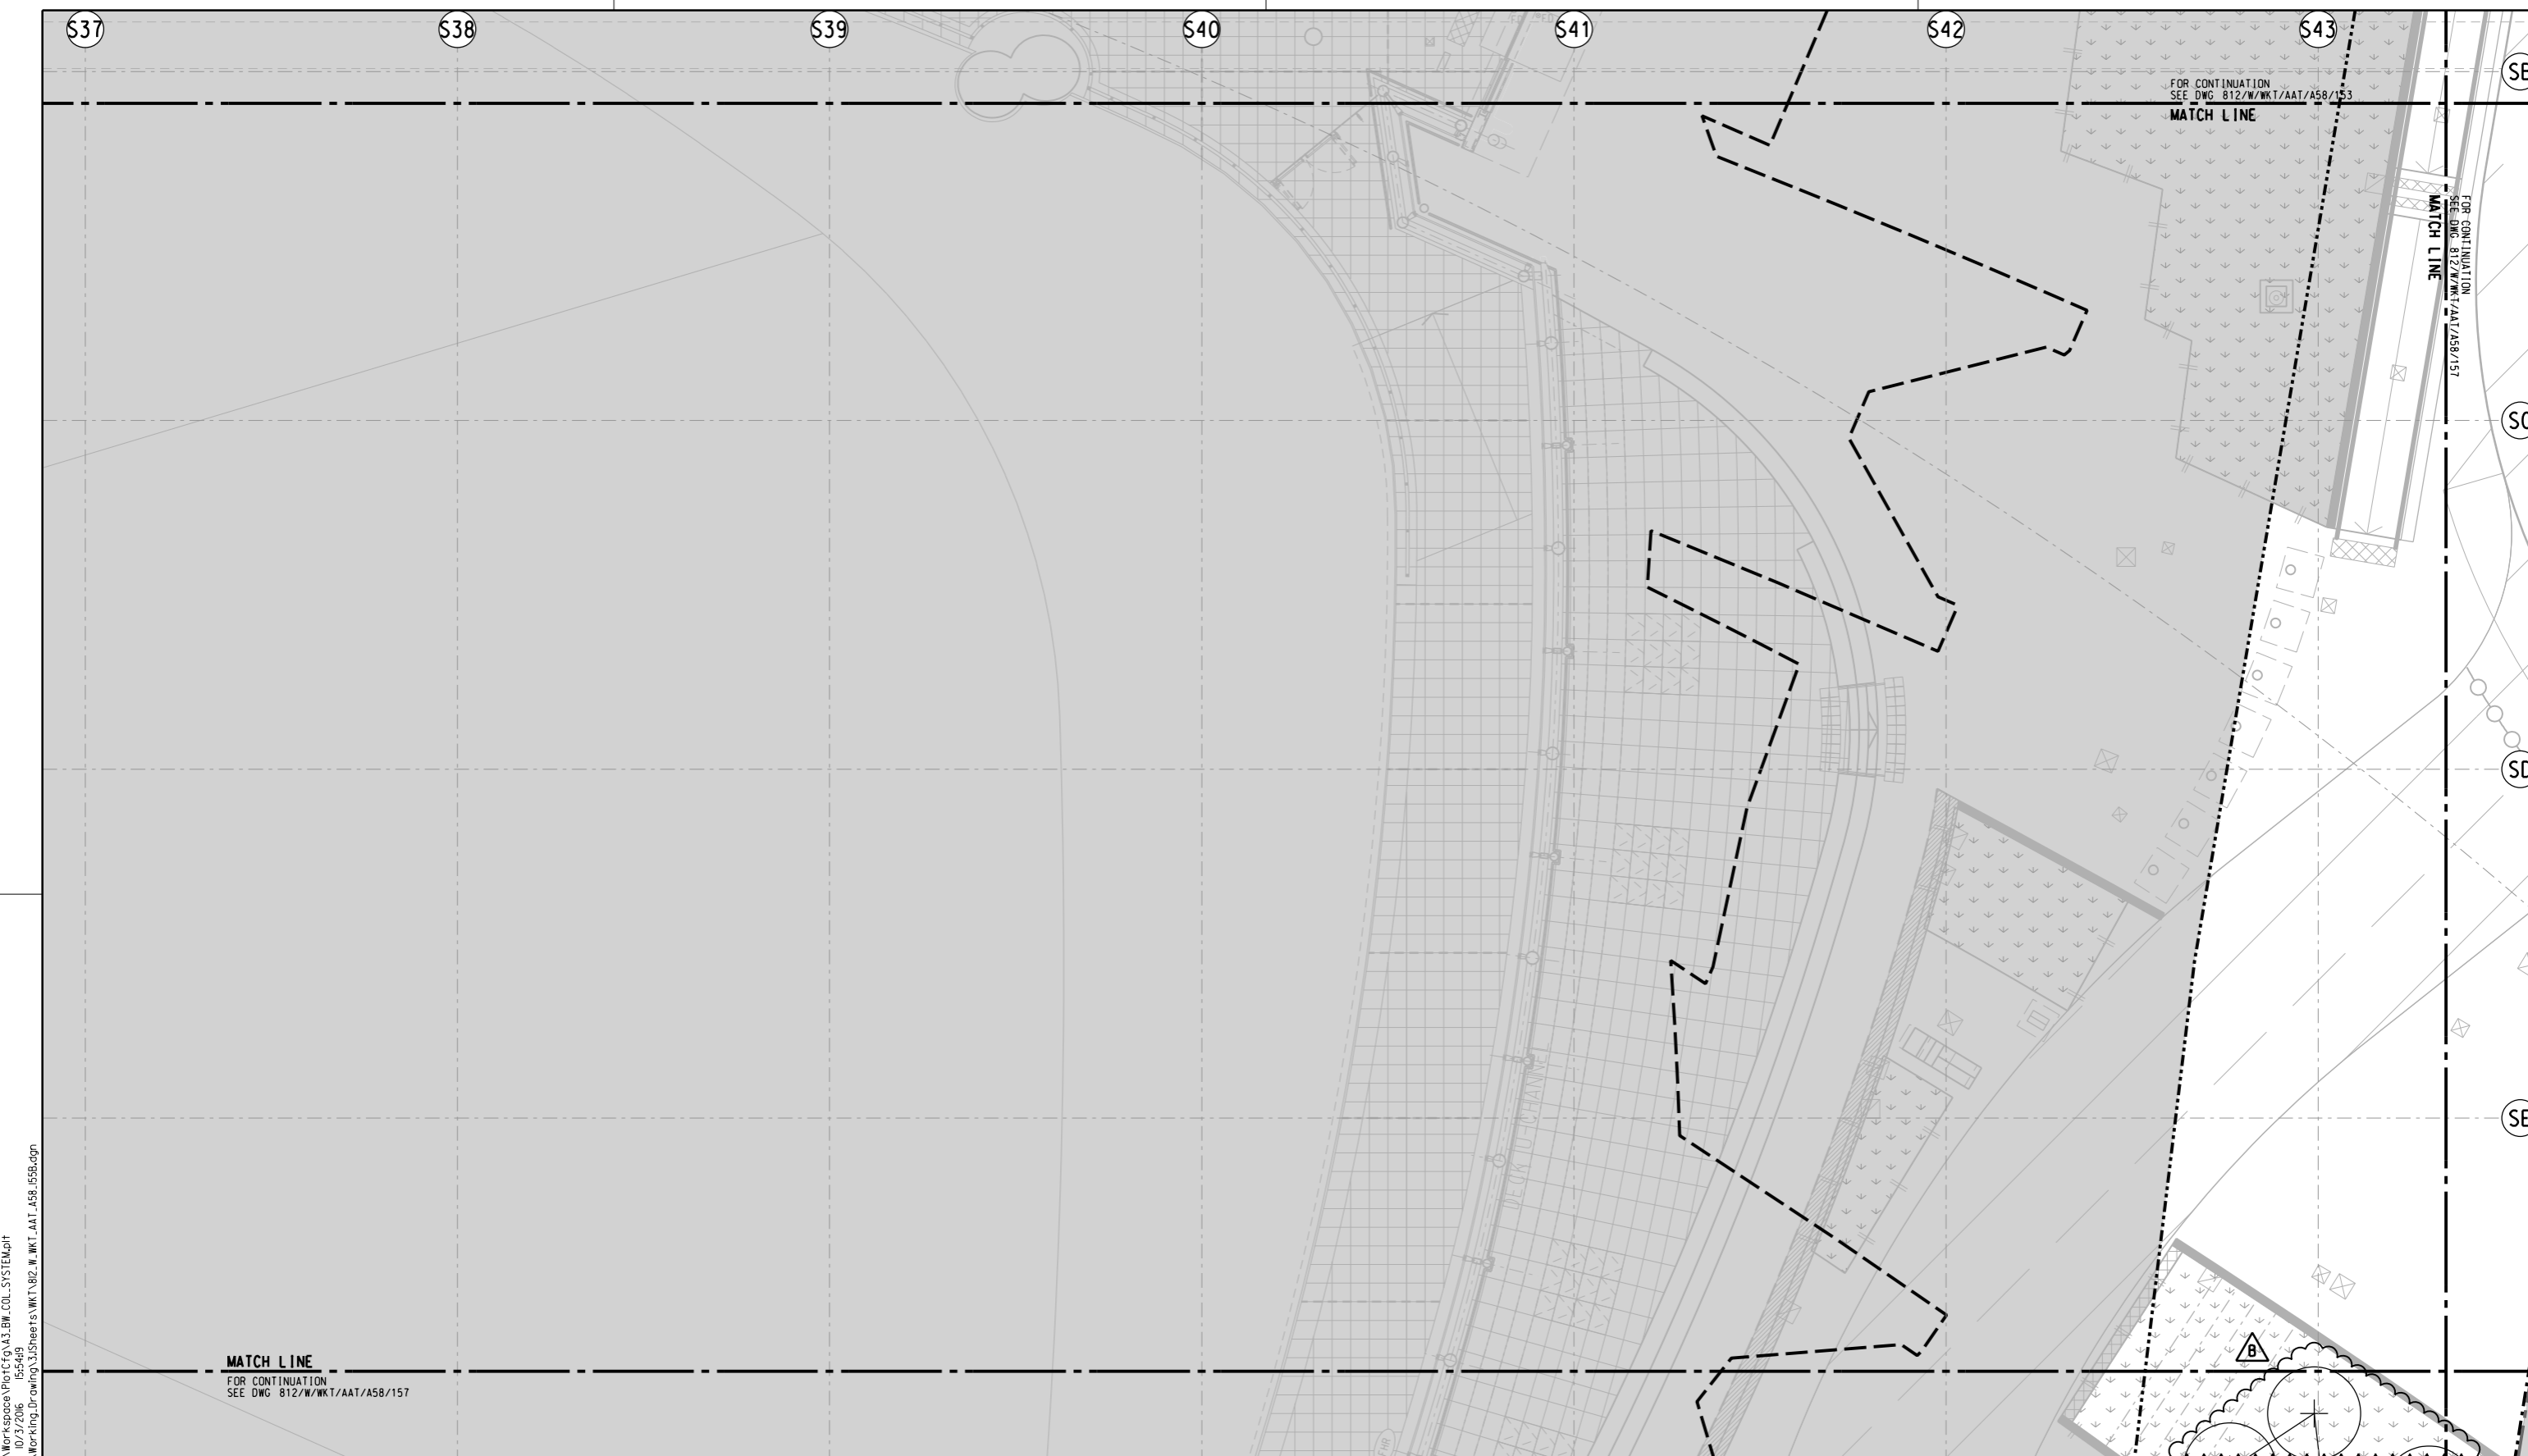 S37
S38
S39
S40
S41
S42
S43
FOR CONTINUATION
SEE DWG 812/W/WKT/AAT/A58/153
MATCH LINE
FOR CONTINUATION
SEE DWG 812/W/WKT/AAT/A58/157
MATCH LINE
SD
SE
B
MATCH LINE
FOR CONTINUATION
SEE DWG 812/W/WKT/AAT/A58/157
\Workspace\PlotCfg\A3_BW_COL_SYSTEM.plt
10/3/2016 15:54:19
\Working_Drawing\3JSheets\WKT\812_W_WKT_AAT_A58_155B.dgn